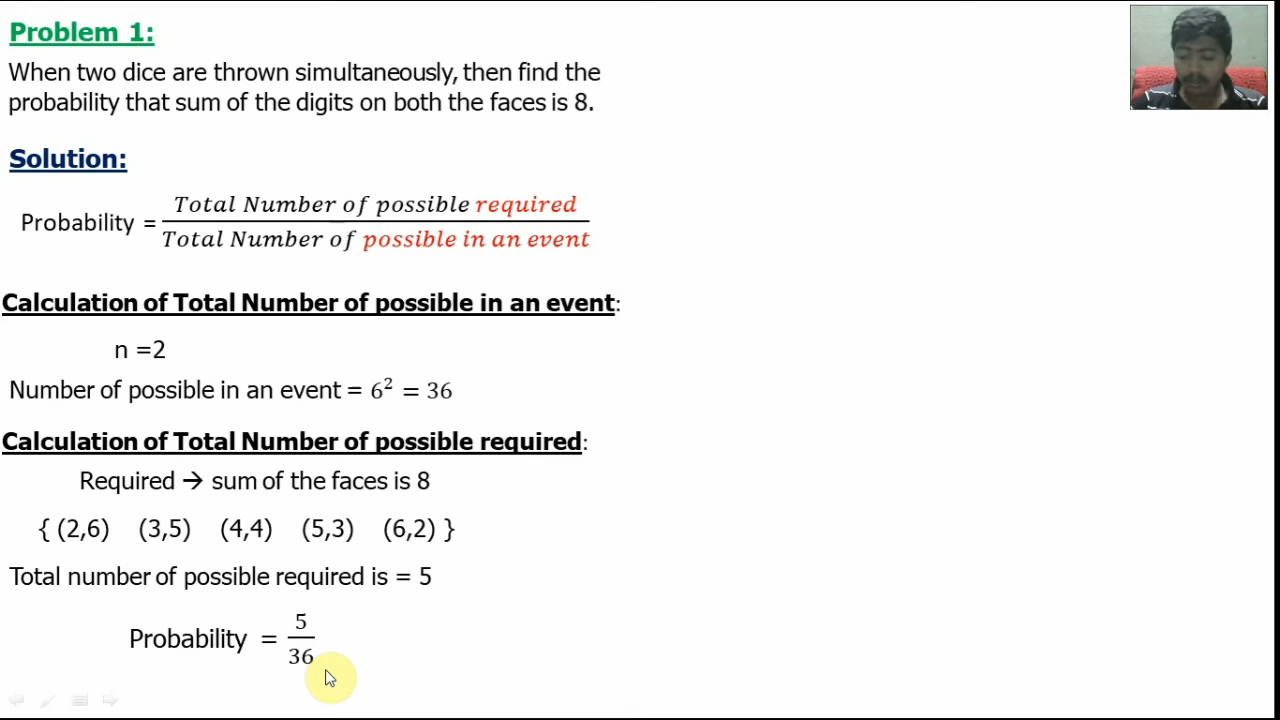 Problem 1:
When two dice are thrown simultaneously, then find the
probability that sum of the digits on both the faces is 8.
Solution:
Probability = Total Number of possible required / Total Number of possible in an event
Calculation of Total Number of possible in an event:
n =2
Number of possible in an event = 6² = 36
Calculation of Total Number of possible required:
Required → sum of the faces is 8
{ (2,6) (3,5) (4,4) (5,3) (6,2) }
Total number of possible required is = 5
Probability = 5/36